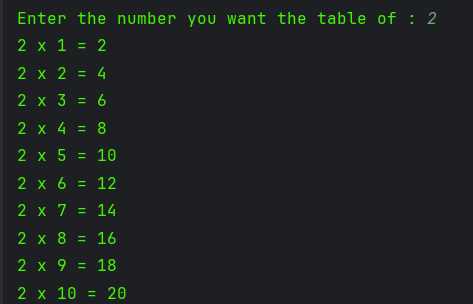 Enter the number you want the table of : 2
2 x 1 = 2
2 x 2 = 4
2 x 3 = 6
2 x 4 = 8
2 x 5 = 10
2 x 6 = 12
2 x 7 = 14
2 x 8 = 16
2 x 9 = 18
2 x 10 = 20